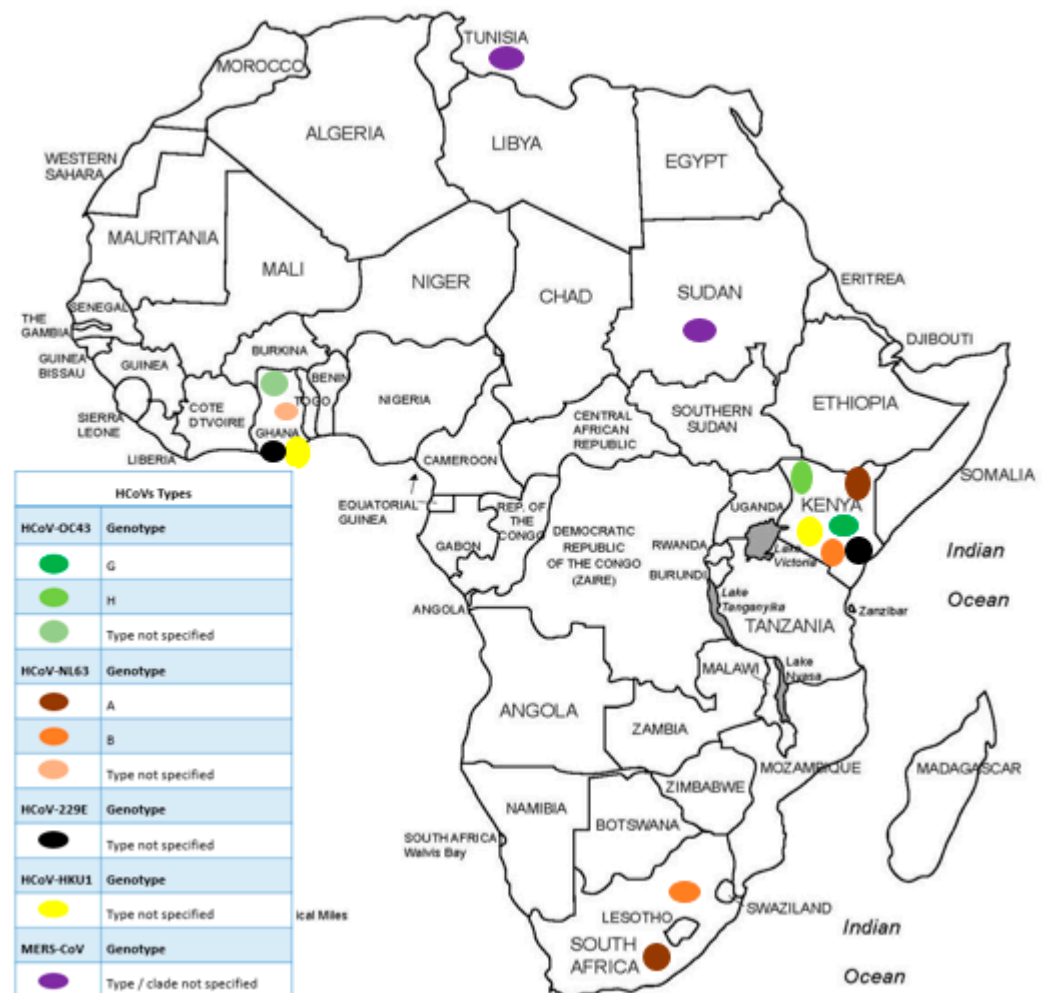 TUNISIA
MOROCCO
ALGERIA
LIBYA
EGYPT
WESTERN
SAHARA
MAURITANIA
MALI
NIGER
CHAD
SUDAN
ERITREA
SENEGAL
THE
GAMBIA
GUINEA
BISSAU
GUINEA
BURKINA
BENIN
DJIBOUTI
SIERRA
LEONE
COTE
DTVOIRE
TOGO
GHANA
NIGERIA
CENTRAL
AFRICAN
REPUBLIC
SOUTHERN
SUDAN
ETHIOPIA
LIBERIA
CAMEROON
SOMALIA
EQUATORIAL
GUINEA
REP. OF
THE
CONGO
GABON
DEMOCRATIC
REPUBLIC
OF THE CONGO
(ZAIRE)
UGANDA
KENYA
RWANDA
BURUNDI
Lake
Victoria
Indian
Ocean
ANGOLA
Lake
Tanganyika
Zanzibar
TANZANIA
MALAWI
Lake
Nyasa
ANGOLA
ZAMBIA
MOZAMBIQUE
MADAGASCAR
ZIMBABWE
NAMIBIA
BOTSWANA
SOUTH AFRICA
Walvis Bay
SWAZILAND
LESOTHO
SOUTH
AFRICA
Indian
Ocean
ical Miles
HCoVs Types
HCoV-OC43 Genotype
G
H
Type not specified
HCoV-NL63 Genotype
A
B
Type not specified
HCoV-229E Genotype
Type not specified
HCoV-HKU1 Genotype
Type not specified
MERS-CoV Genotype
Type / clade not specified